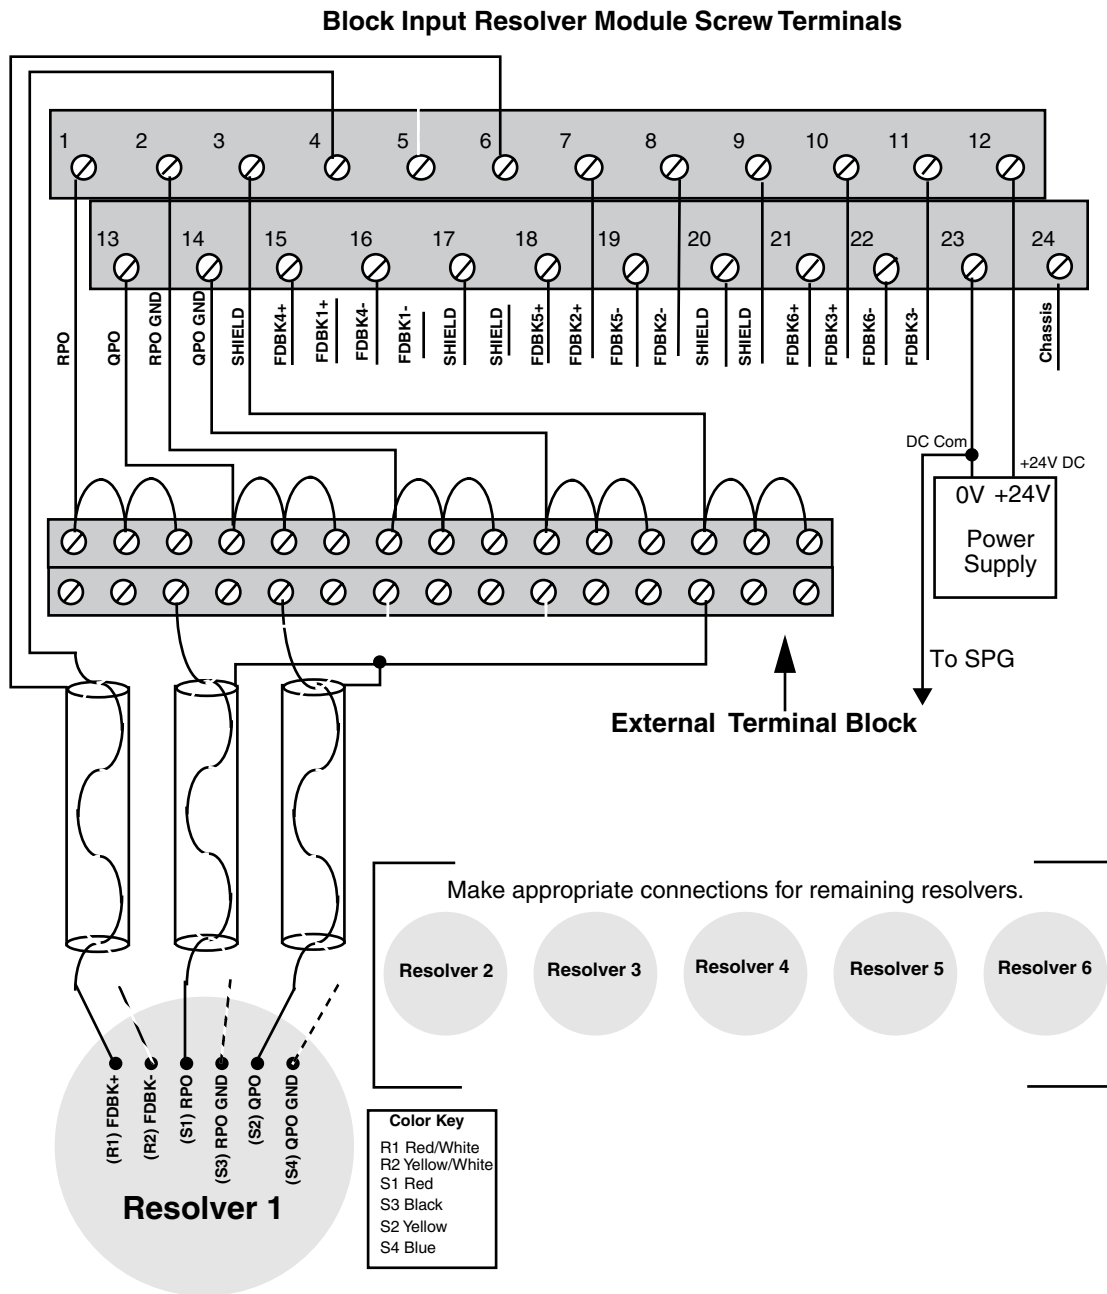 Block Input Resolver Module Screw Terminals
1 2 3 4 5 6 7 8 9 10 11 12
13 14 15 16 17 18 19 20 21 22 23 24
RPO
QPO
RPO GND
QPO GND
SHIELD
FDBK4+
FDBK1+
FDBK4-
FDBK1-
SHIELD
SHIELD
FDBK5+
FDBK2+
FDBK5-
FDBK2-
SHIELD
SHIELD
FDBK6+
FDBK3+
FDBK6-
FDBK3-
Chassis
DC Com
+24V DC
0V +24V
Power
Supply
To SPG
External Terminal Block
Make appropriate connections for remaining resolvers.
Resolver 2
Resolver 3
Resolver 4
Resolver 5
Resolver 6
(R1) FDBK+
(R2) FDBK-
(S1) RPO
(S3) RPO GND
(S2) QPO
(S4) QPO GND
Resolver 1
Color Key
R1 Red/White
R2 Yellow/White
S1 Red
S3 Black
S2 Yellow
S4 Blue